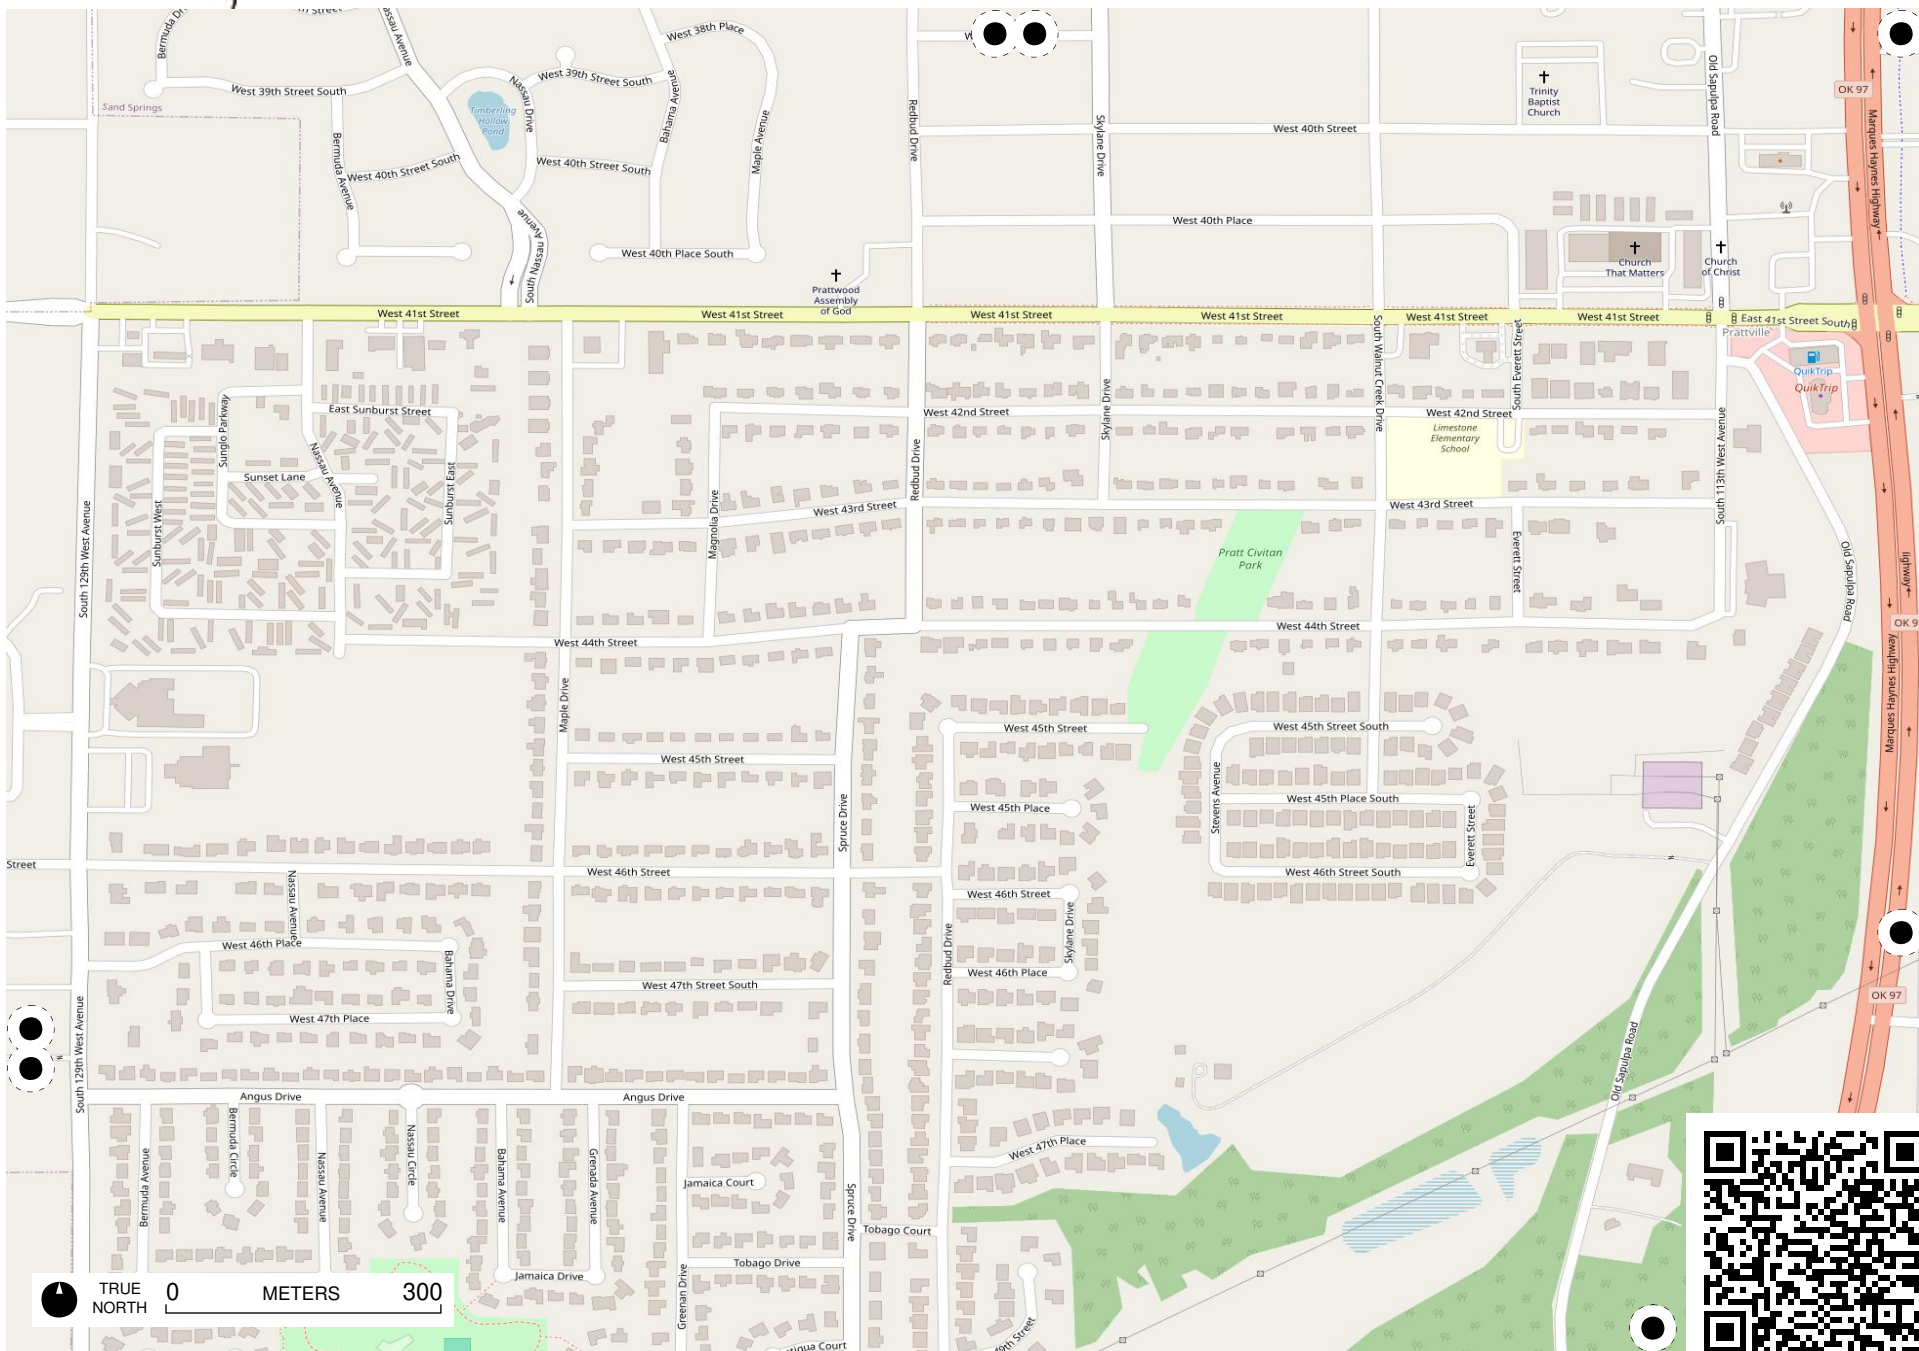 West 38th Place
Bermuda Dr
Nassau Avenue
West 39th Street South
West 39th Street South
Nassau Drive
Bahama Avenue
Maple Avenue
Sand Springs
Timberling
Hollow
Pond
Bermuda Avenue
West 40th Street South
West 40th Street South
West 40th Place South
Nassau Avenue
South Nassau
Redbud Drive
Skylane Drive
West 40th Street
West 40th Place
Trinity
Baptist
Church
Old Sapulpa Road
OK 97
Marques Haynes Highway
Church
That Matters
Church
of Christ
Prattwood
Assembly
of God
West 41st Street
West 41st Street
West 41st Street
West 41st Street
West 41st Street
West 41st Street
East 41st Street South
Prattville
QuikTrip
QuikTrip
South Walnut Creek Drive
South Everett Street
East Sunburst Street
Sunglo Parkway
Nassau Avenue
Sunset Lane
Sunburst East
Sunburst West
South 129th West Avenue
West 42nd Street
West 42nd Street
Skylane Drive
Redbud Drive
Limestone
Elementary
School
South 113th West Avenue
West 43rd Street
West 43rd Street
Magnolia Drive
Pratt Civitan
Park
Everett Street
Old Sapulpa Road
lighway
OK 9
West 44th Street
West 44th Street
Maple Drive
Marques Haynes Highway
West 45th Street
West 45th Street South
West 45th Street
West 45th Place
West 45th Place South
Stevens Avenue
Everett Street
Spruce Drive
Street
West 46th Street
West 46th Street South
West 46th Street
Nassau Avenue
West 46th Place
Bahama Drive
Skylane Drive
Redbud Drive
West 46th Place
West 47th Street South
OK 97
West 47th Place
South 129th West Avenue
Old Sapulpa Road
Angus Drive
Angus Drive
Bermuda Circle
Nassau Circle
Bermuda Avenue
Nassau Avenue
Bahama Avenue
Grenada Avenue
West 47th Place
Jamaica Court
Spruce Drive
Tobago Court
Tobago Drive
Jamaica Drive
Greenan Drive
49th Street
tigua Court
TRUE
NORTH
0 METERS 300